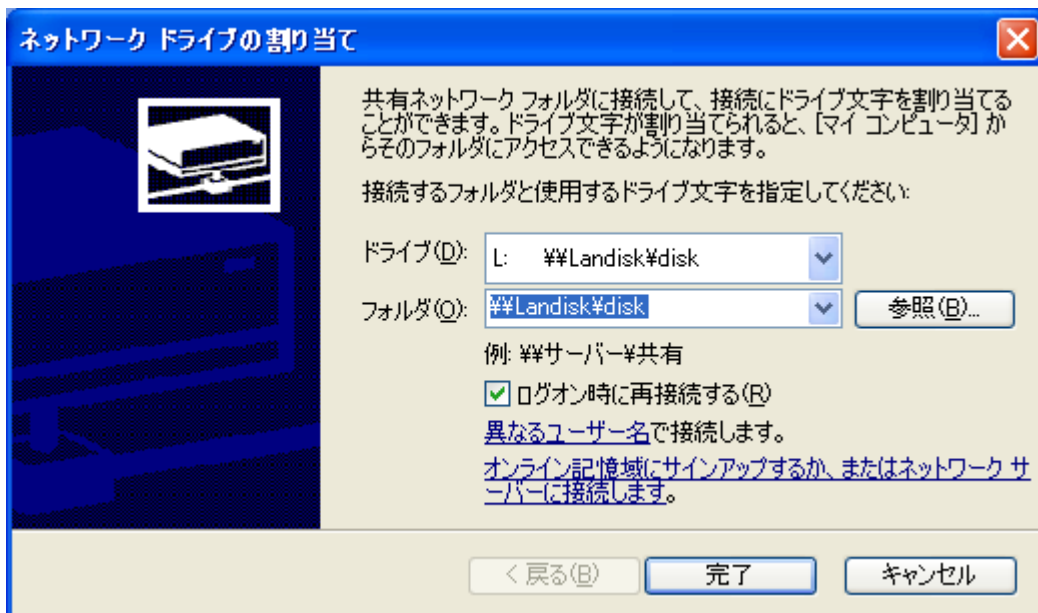 ネットワーク ドライブの割り当て
共有ネットワーク フォルダに接続して、接続にドライブ文字を割り当てる
ことができます。ドライブ文字が割り当てられると、[マイ コンピュータ] か
らそのフォルダにアクセスできるようになります。
接続するフォルダと使用するドライブ文字を指定してください:
ドライブ(D): L: ¥¥Landisk¥disk
フォルダ(O): ¥¥Landisk¥disk 参照(B)...
例: ¥¥サーバー¥共有
ログオン時に再接続する(R)
異なるユーザー名で接続します。
オンライン記憶域にサインアップするか、またはネットワーク サ
ーバーに接続します。
< 戻る(B) 完了 キャンセル